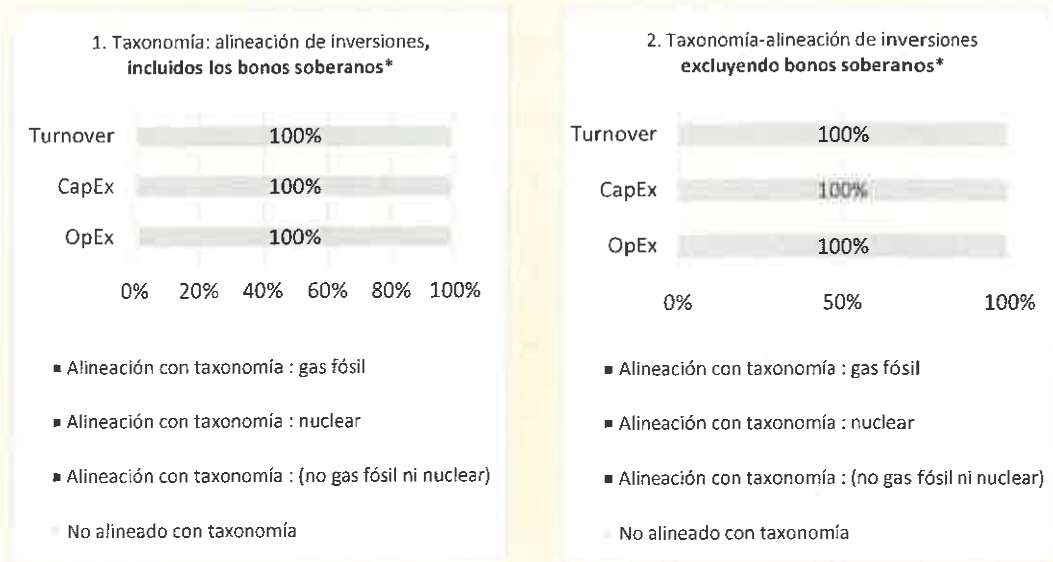 1. Taxonomía: alineación de inversiones,
incluidos los bonos soberanos*
Turnover 100%
CapEx 100%
OpEx 100%
0% 20% 40% 60% 80% 100%
■ Alineación con taxonomía : gas fósil
■ Alineación con taxonomía : nuclear
■ Alineación con taxonomía : (no gas fósil ni nuclear)
No alineado con taxonomía
2. Taxonomía-alineación de inversiones
excluyendo bonos soberanos*
Turnover 100%
CapEx 100%
OpEx 100%
0% 50% 100%
■ Alineación con taxonomía : gas fósil
■ Alineación con taxonomía : nuclear
■ Alineación con taxonomía : (no gas fósil ni nuclear)
No alineado con taxonomía